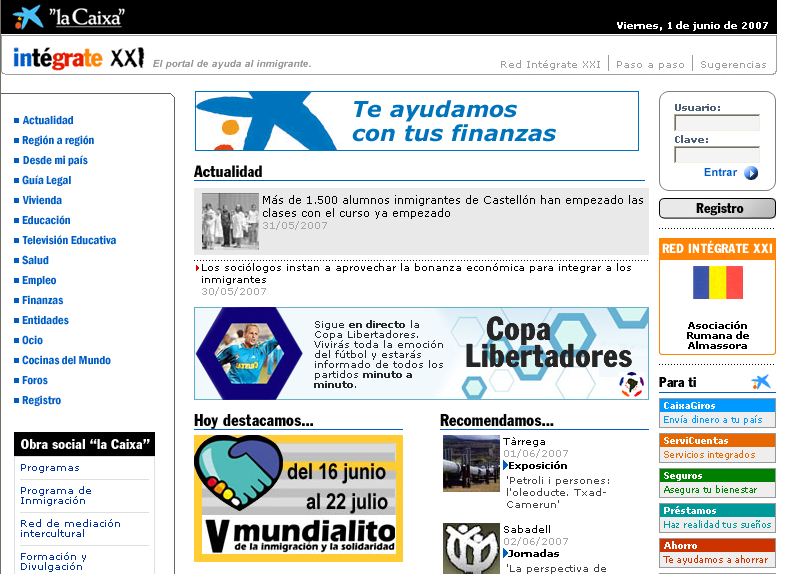 "la Caixa"
Viernes, 1 de junio de 2007
intégrate XXI El portal de ayuda al inmigrante.
Red Intégrate XXI Paso a paso Sugerencias
Actualidad
Región a región
Desde mi país
Guía Legal
Vivienda
Educación
Televisión Educativa
Salud
Empleo
Finanzas
Entidades
Ocio
Cocinas del Mundo
Foros
Registro
Obra social "la Caixa"
Programas
Programa de
Inmigración
Red de mediación
intercultural
Formación y
Divulgación
Te ayudamos
con tus finanzas
Actualidad
Más de 1.500 alumnos inmigrantes de Castellón han empezado las
clases con el curso ya empezado
31/05/2007
Los sociólogos instan a aprovechar la bonanza económica para integrar a los
inmigrantes
30/05/2007
Sigue en directo la
Copa Libertadores.
Vivirás toda la emoción
del fútbol y estarás
informado de todos los
partidos minuto a
minuto.
Copa
Libertadores
Hoy destacamos...
del 16 junio
al 22 julio
V mundialito
de la inmigración y la solidaridad
Recomendamos...
Tàrrega
01/06/2007
Exposición
'Petroli i persones:
l'oleoducte. Txad-
Camerun'
Sabadell
02/06/2007
Jornadas
'La perspectiva de
Usuario:
Clave:
Entrar
Registro
RED INTÉGRATE XXI
Asociación
Rumana de
Almassora
Para ti
CaixaGiros
Envía dinero a tu país
ServiCuentas
Servicios integrados
Seguros
Asegura tu bienestar
Préstamos
Haz realidad tus sueños
Ahorro
Te ayudamos a ahorrar